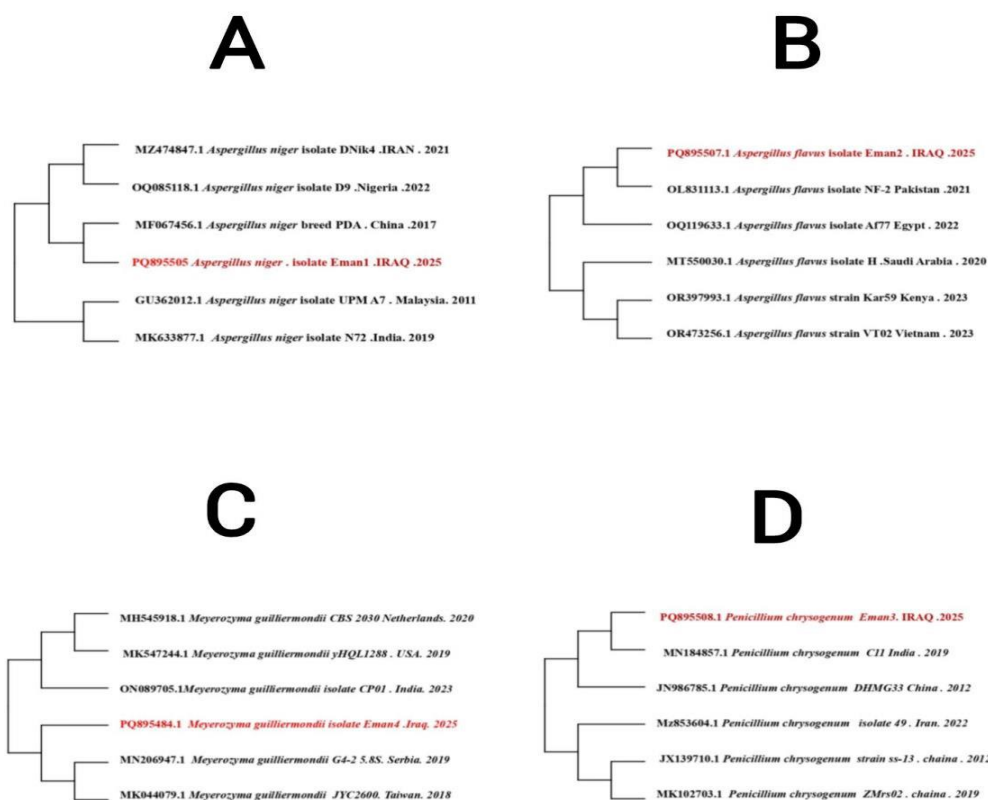 A
MZ474847.1 Aspergillus niger isolate DNik4 .IRAN . 2021
OQ085118.1 Aspergillus niger isolate D9 .Nigeria .2022
MF067456.1 Aspergillus niger breed PDA . China .2017
PQ895505 Aspergillus niger . isolate Eman1 .IRAQ .2025
GU362012.1 Aspergillus niger isolate UPM A7 . Malaysia. 2011
MK633877.1 Aspergillus niger isolate N72 .India. 2019
B
PQ895507.1 Aspergillus flavus isolate Eman2 . IRAQ .2025
OL831113.1 Aspergillus flavus isolate NF-2 Pakistan .2021
OQ119633.1 Aspergillus flavus isolate Af77 Egypt . 2022
MT550030.1 Aspergillus flavus isolate H .Saudi Arabia . 2020
OR397993.1 Aspergillus flavus strain Kar59 Kenya . 2023
OR473256.1 Aspergillus flavus strain VT02 Vietnam . 2023
C
MH545918.1 Meyerozyma guilliermondii CBS 2030 Netherlands. 2020
MK547244.1 Meyerozyma guilliermondii yHQL1288 . USA. 2019
ON089705.1Meyerozyma guilliermondii isolate CP01 . India. 2023
PQ895484.1 Meyerozyma guilliermondii isolate Eman4 .Iraq. 2025
MN206947.1 Meyerozyma guilliermondii G4-2 5.8S. Serbia. 2019
MK044079.1 Meyerozyma guilliermondii JYC2600. Taiwan. 2018
D
PQ895508.1 Penicillium chrysogenum Eman3. IRAQ .2025
MN184857.1 Penicillium chrysogenum C11 India . 2019
JN986785.1 Penicillium chrysogenum DHMG33 China . 2012
Mz853604.1 Penicillium chrysogenum isolate 49 . Iran. 2022
JX139710.1 Penicillium chrysogenum strain ss-13 . chaina . 2012
MK102703.1 Penicillium chrysogenum ZMrs02 . chaina . 2019